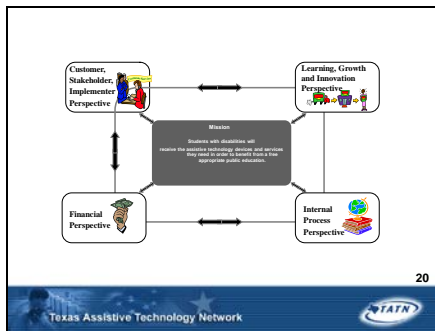 Customer,
Stakeholder,
Implementer
Perspective
Learning, Growth
and Innovation
Perspective
Mission
Students with disabilities will
receive the assistive technology devices and services
they need in order to benefit from a free
appropriate public education.
Financial
Perspective
Internal
Process
Perspective
20
Texas Assistive Technology Network
TATN